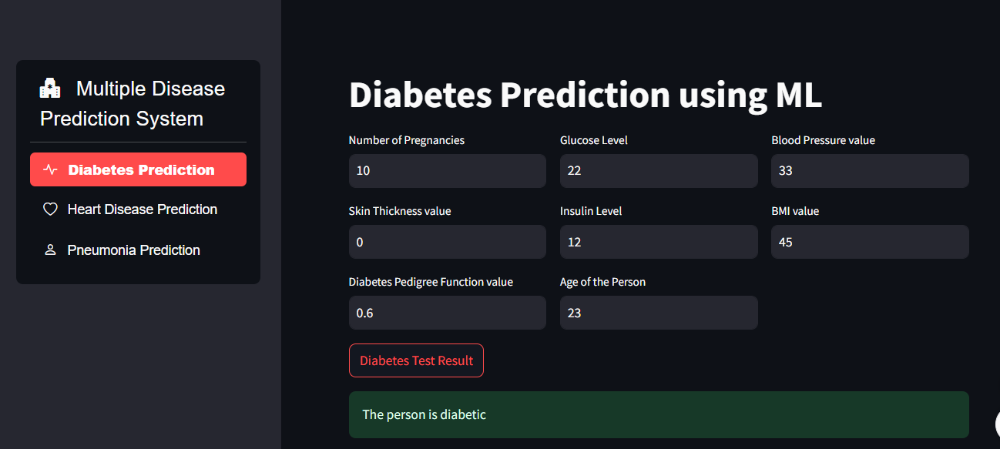 Multiple Disease
Prediction System
Diabetes Prediction
Heart Disease Prediction
Pneumonia Prediction
Diabetes Prediction using ML
Number of Pregnancies
Glucose Level
Blood Pressure value
10
22
33
Skin Thickness value
Insulin Level
BMI value
0
12
45
Diabetes Pedigree Function value
Age of the Person
0.6
23
Diabetes Test Result
The person is diabetic